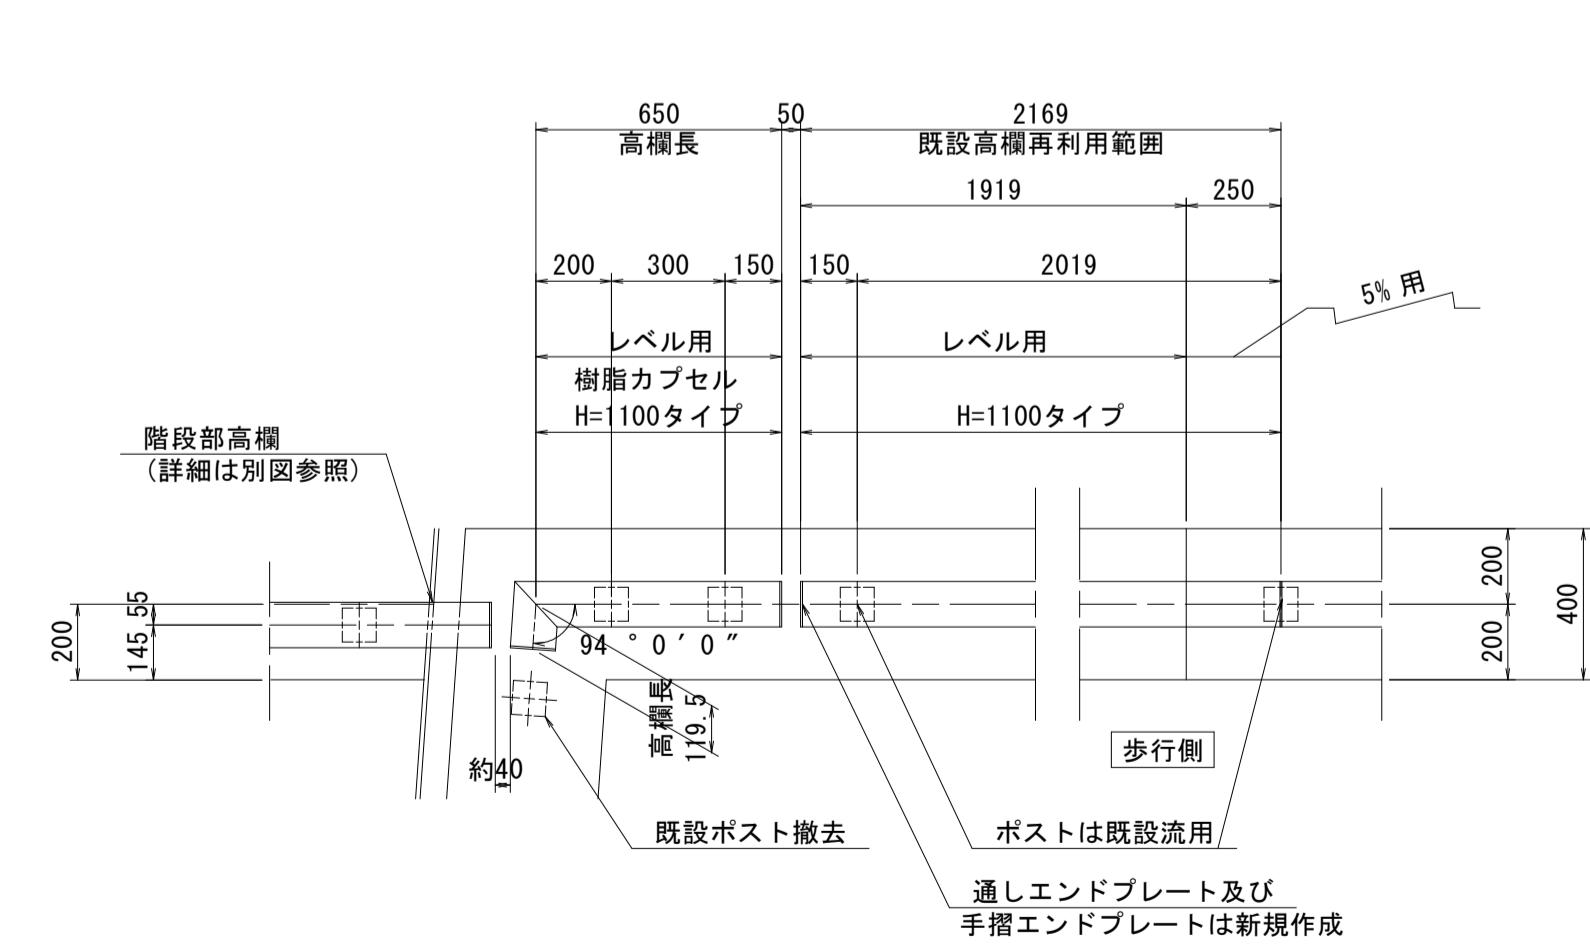 650
50
2169
高欄長
既設高欄再利用範囲
1919
250
200
300
150
150
2019
5% 用
レベル用
レベル用
樹脂カプセル
H=1100タイプ
H=1100タイプ
階段部高欄
(詳細は別図参照)
200
145
55
94°0′0″
200
200
400
高欄長
119.5
約40
歩行側
既設ポスト撤去
ポストは既設流用
通しエンドプレート及び
手摺エンドプレートは新規作成